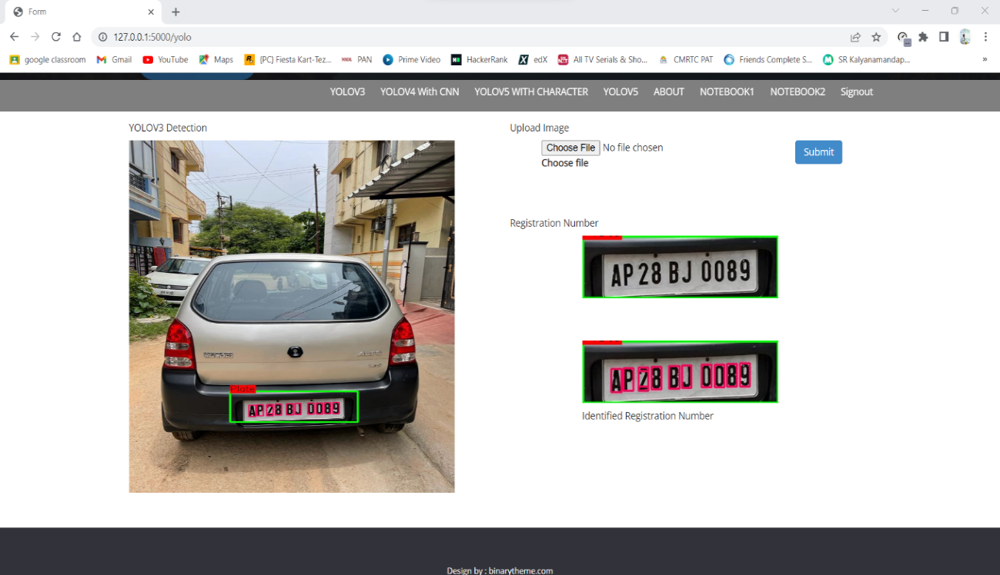 Form
127.0.0.1:5000/yolo
google classroom Gmail YouTube Maps (PC) Fiesta Kart-Tez... PAN Prime Video HackerRank edX All TV Serials & Sho... CMRTC PAT Friends Complete S... SR Kalyanamandap...
YOLOV3 YOLOV4 With CNN YOLOV5 WITH CHARACTER YOLOV5 ABOUT NOTEBOOK1 NOTEBOOK2 Signout
YOLOV3 Detection
Plate
AP 28 BJ 0089
Upload Image
Choose File No file chosen
Choose file
Submit
Registration Number
AP 28 BJ 0089
AP 28 BJ 0089
Identified Registration Number
Design by : binarytheme.com